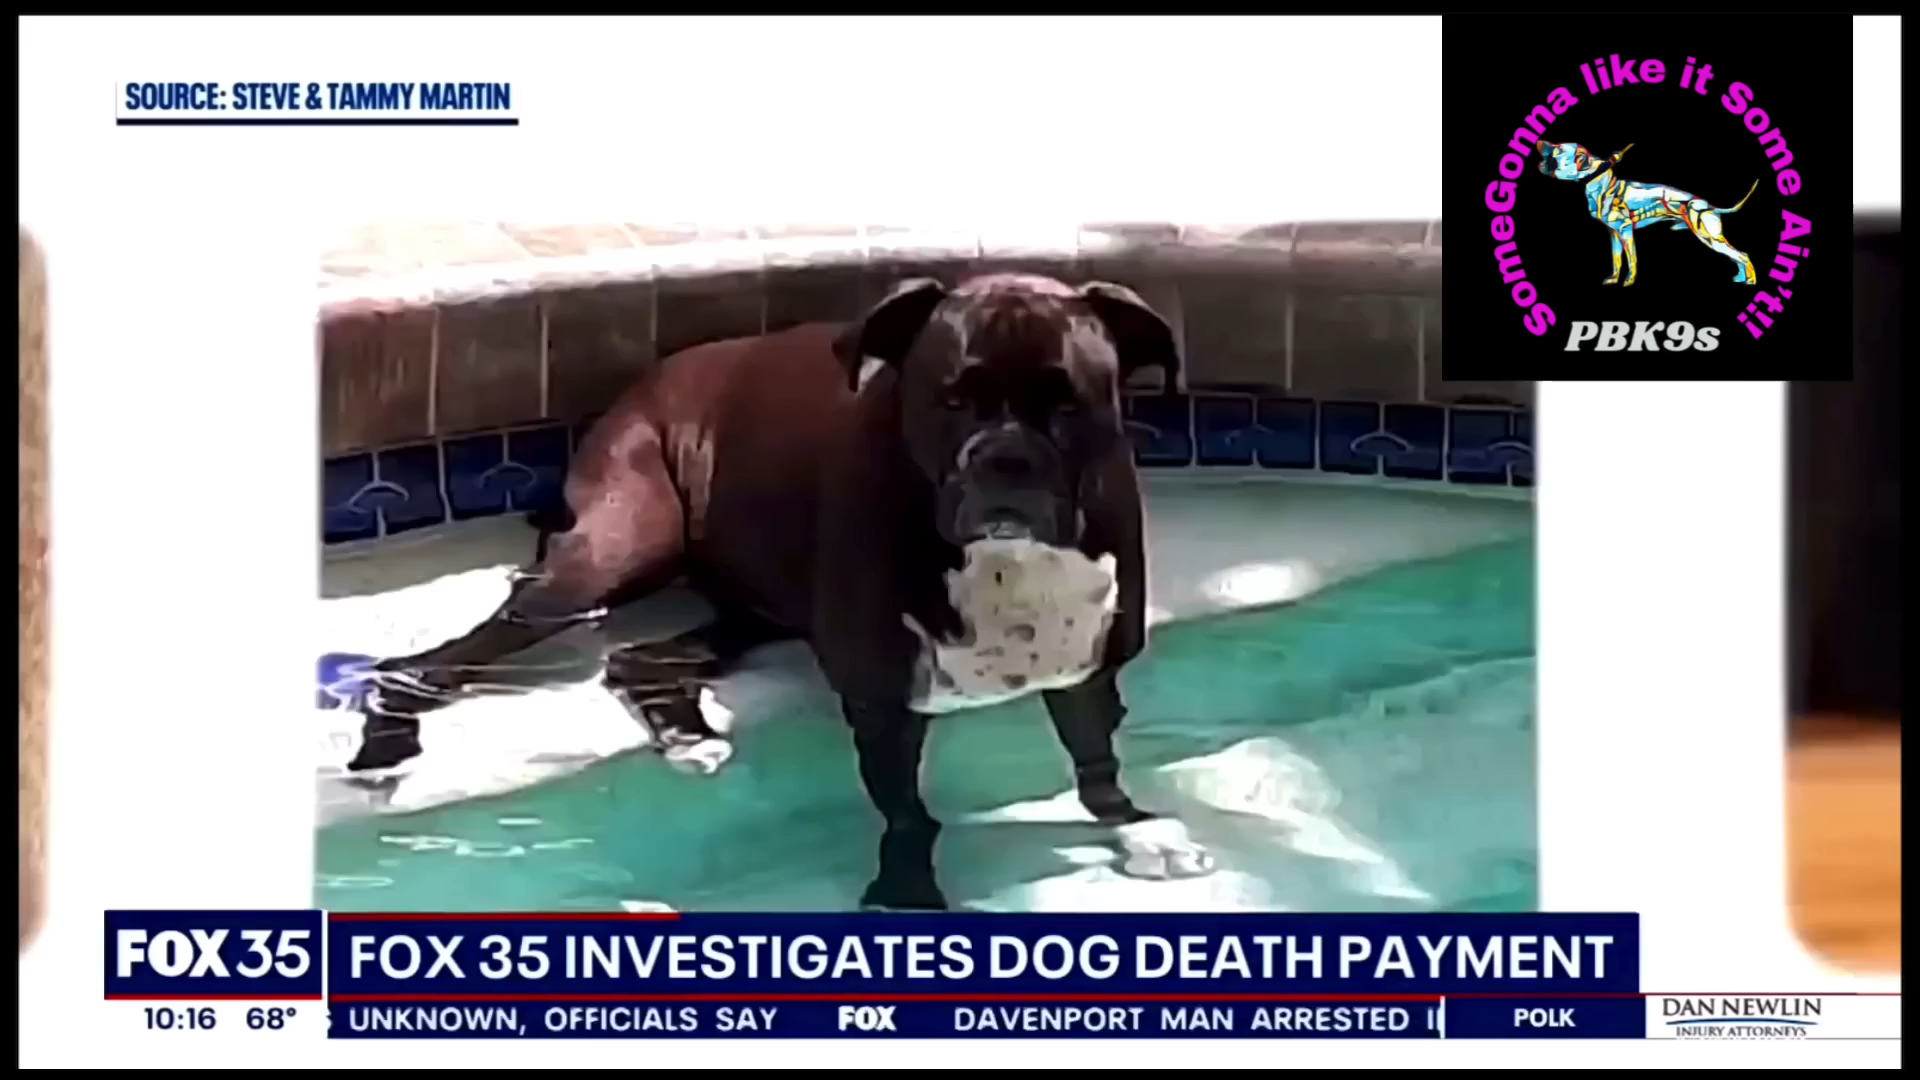 SOURCE: STEVE & TAMMY MARTIN
SomeGonna like it Some Ain't!!
PBK9s
FOX 35
FOX 35 INVESTIGATES DOG DEATH PAYMENT
10:16 68°
UNKNOWN, OFFICIALS SAY FOX DAVENPORT MAN ARRESTED
POLK
DAN NEWLIN
INJURY ATTORNEYS